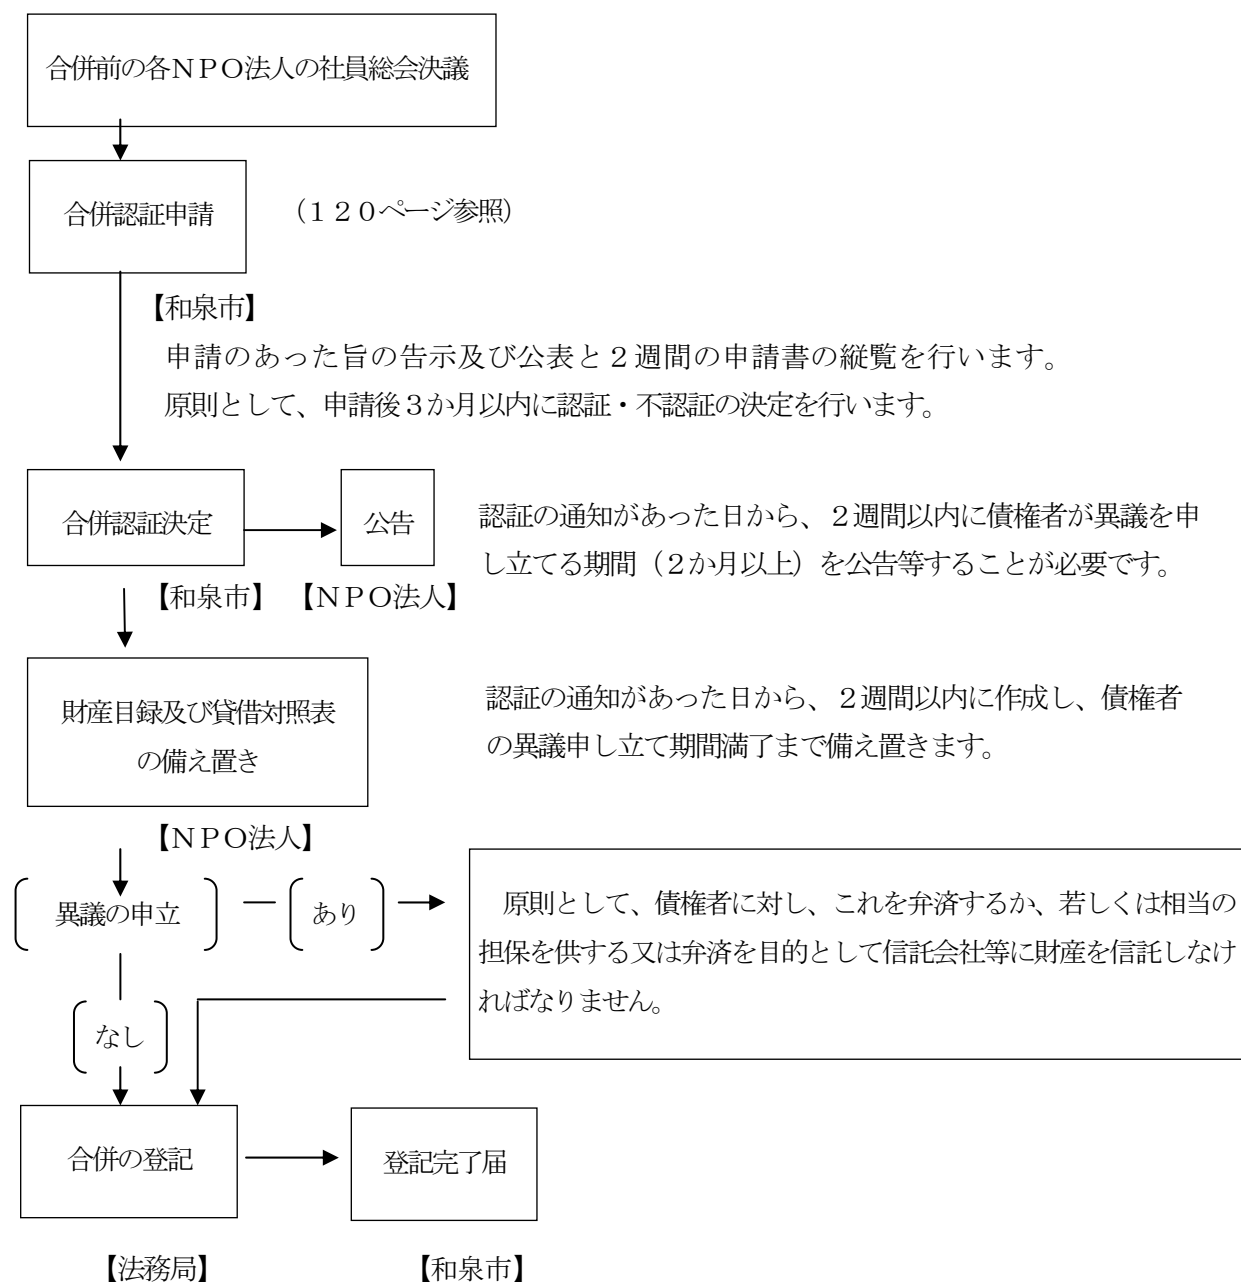 合併前の各NPO法人の社員総会決議
合併認証申請
（１２０ページ参照）
【和泉市】
申請のあった旨の告示及び公表と２週間の申請書の縦覧を行います。
原則として、申請後３か月以内に認証・不認証の決定を行います。
合併認証決定
公告
認証の通知があった日から、２週間以内に債権者が異議を申
し立てる期間（２か月以上）を公告等することが必要です。
【和泉市】
【ＮＰＯ法人】
財産目録及び貸借対照表
の備え置き
認証の通知があった日から、２週間以内に作成し、債権者
の異議申し立て期間満了まで備え置きます。
【ＮＰＯ法人】
異議の申立
あり
原則として、債権者に対し、これを弁済するか、若しくは相当の
担保を供する又は弁済を目的として信託会社等に財産を信託しなけ
ればなりません。
なし
合併の登記
登記完了届
【法務局】
【和泉市】